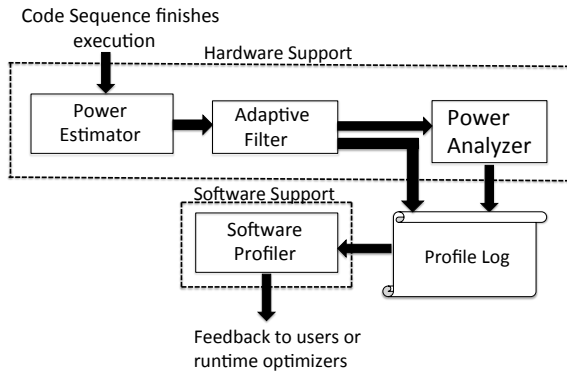 Code Sequence finishes
execution
Hardware Support
Power
Estimator
Adaptive
Filter
Power
Analyzer
Software Support
Software
Profiler
Profile Log
Feedback to users or
runtime optimizers